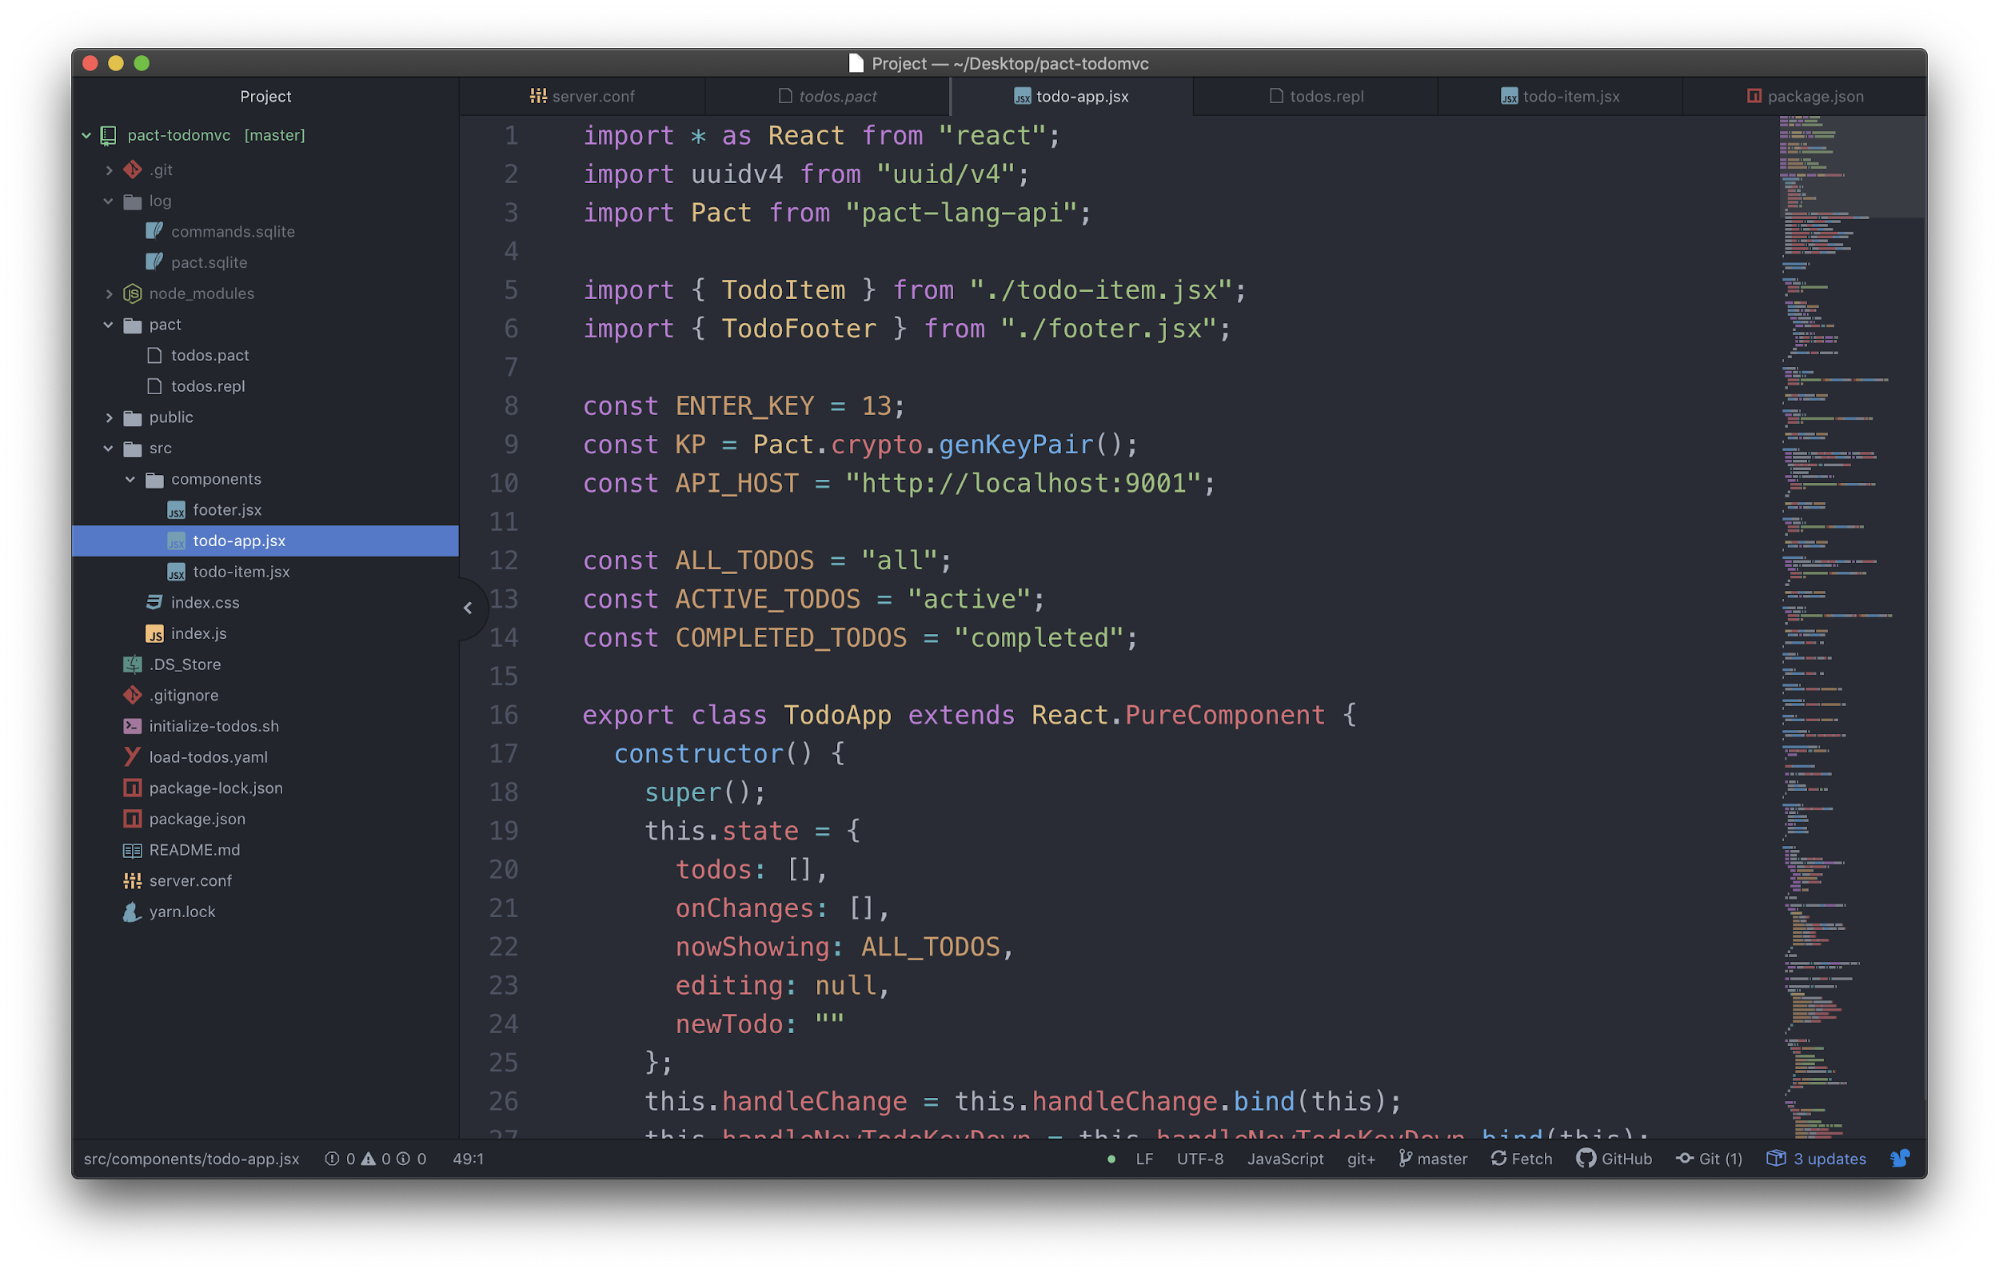 Project — ~/Desktop/pact-todomvc
Project
server.conf
todos.pact
todo-app.jsx
todos.repl
todo-item.jsx
package.json
pact-todomvc [master]
.git
log
commands.sqlite
pact.sqlite
node_modules
pact
todos.pact
todos.repl
public
src
components
footer.jsx
todo-app.jsx
todo-item.jsx
index.css
index.js
.DS_Store
.gitignore
initialize-todos.sh
load-todos.yaml
package-lock.json
package.json
README.md
server.conf
yarn.lock
1 import * as React from "react";
2 import uuidv4 from "uuid/v4";
3 import Pact from "pact-lang-api";
4
5 import { TodoItem } from "./todo-item.jsx";
6 import { TodoFooter } from "./footer.jsx";
7
8 const ENTER_KEY = 13;
9 const KP = Pact.crypto.genKeyPair();
10 const API_HOST = "http://localhost:9001";
11
12 const ALL_TODOS = "all";
13 const ACTIVE_TODOS = "active";
14 const COMPLETED_TODOS = "completed";
15
16 export class TodoApp extends React.PureComponent {
17 constructor() {
18 super();
19 this.state = {
20 todos: [],
21 onChanges: [],
22 nowShowing: ALL_TODOS,
23 editing: null,
24 newTodo: ""
25 };
26 this.handleChange = this.handleChange.bind(this);
27 this.handleNewTodoKeyDown = this.handleNewTodoKeyDown.bind(this);
src/components/todo-app.jsx 0 0 0 49:1
LF UTF-8 JavaScript git+ master Fetch GitHub Git (1) 3 updates